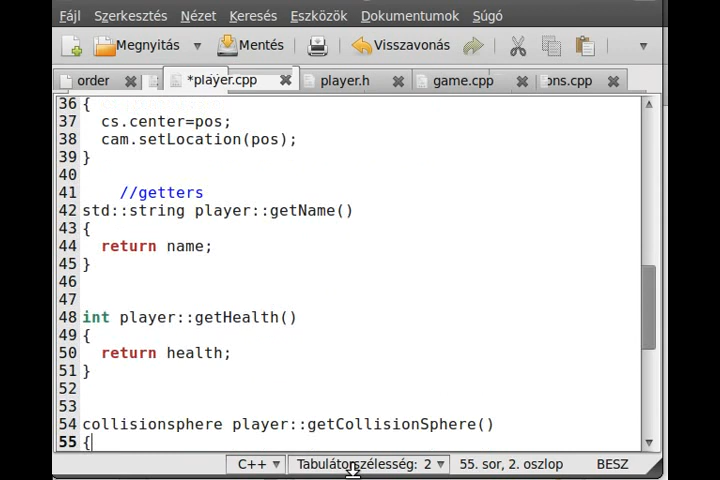 Fájl Szerkesztés Nézet Keresés Eszközök Dokumentumok Súgó
Megnyitás Mentés Visszavonás
order *player.cpp player.h game.cpp ons.cpp
36 {
37 cs.center=pos;
38 cam.setLocation(pos);
39 }
40
41 //getters
42 std::string player::getName()
43 {
44 return name;
45 }
46
47
48 int player::getHealth()
49 {
50 return health;
51 }
52
53
54 collisionsphere player::getCollisionSphere()
55 {
C++ Tabulátorszélesség: 2 55. sor, 2. oszlop BESZ